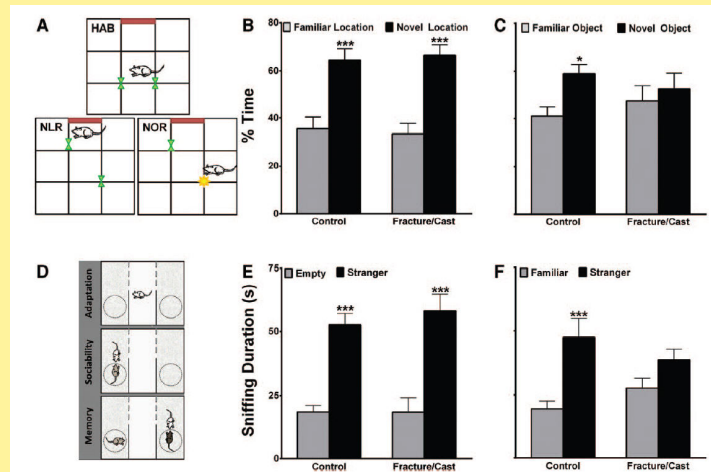 A
HAB
NLR
NOR
B
Familiar Location
Novel Location
% Time
80
60
40
20
0
***
***
Control
Fracture/Cast
C
Familiar Object
Novel Object
*
Control
Fracture/Cast
D
Adaptation
Sociability
Memory
E
Empty
Stranger
Sniffing Duration (s)
75
50
25
0
***
***
Control
Fracture/Cast
F
Familiar
Stranger
***
Control
Fracture/Cast